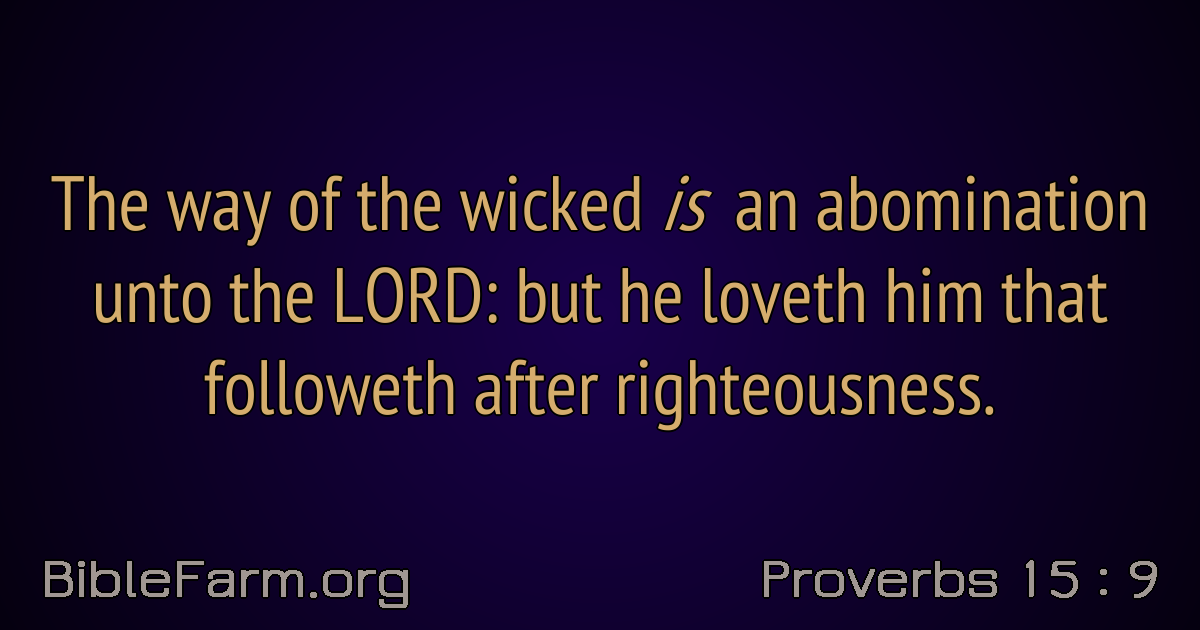 The way of the wicked is an abomination
unto the LORD: but he loveth him that
followeth after righteousness.
BibleFarm.org
Proverbs 15 : 9